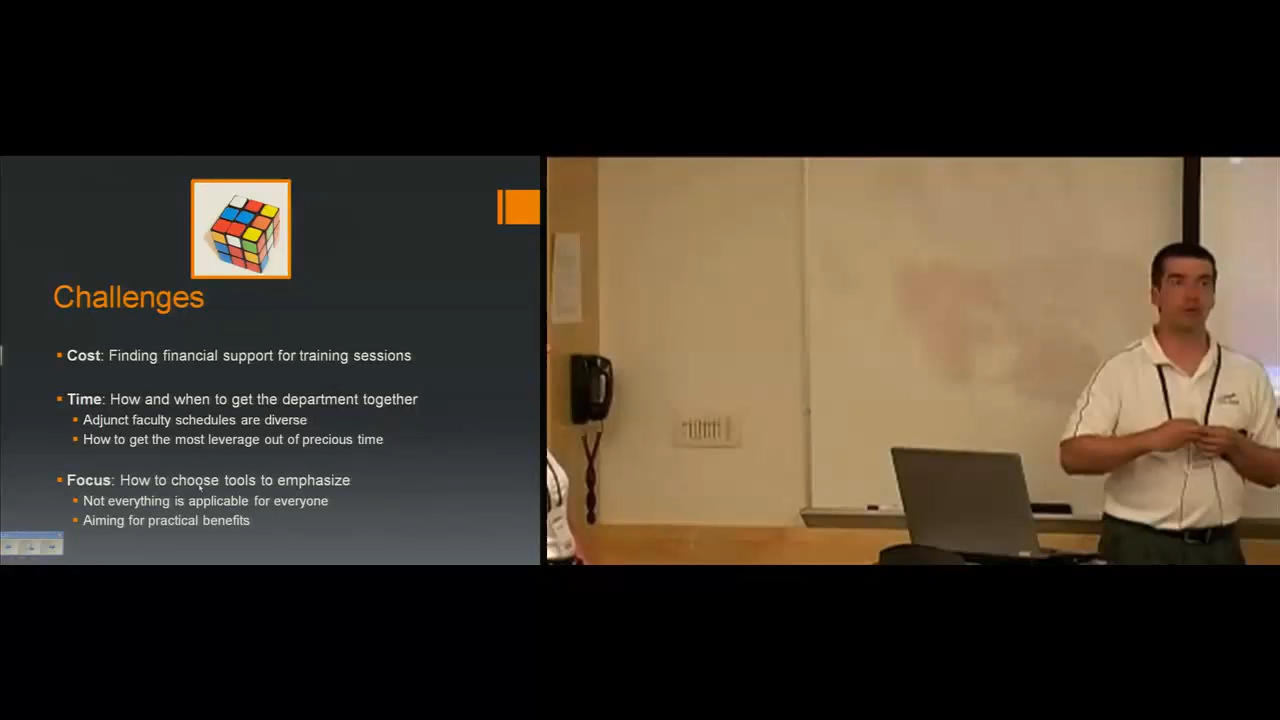 Challenges
Cost: Finding financial support for training sessions
Time: How and when to get the department together
Adjunct faculty schedules are diverse
How to get the most leverage out of precious time
Focus: How to choose tools to emphasize
Not everything is applicable for everyone
Aiming for practical benefits